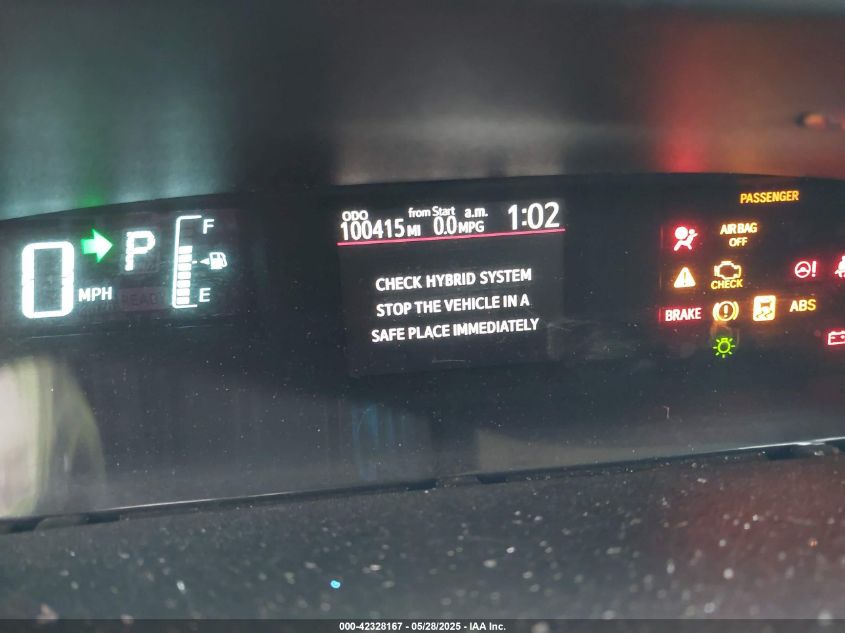 0 MPH
P
F
E
ODO
100415 MI
from Start
0.0 MPG
a.m.
1:02
CHECK HYBRID SYSTEM
STOP THE VEHICLE IN A
SAFE PLACE IMMEDIATELY
PASSENGER
AIR BAG
OFF
CHECK
BRAKE
ABS
000-42328167 - 05/28/2025 - IAA Inc.